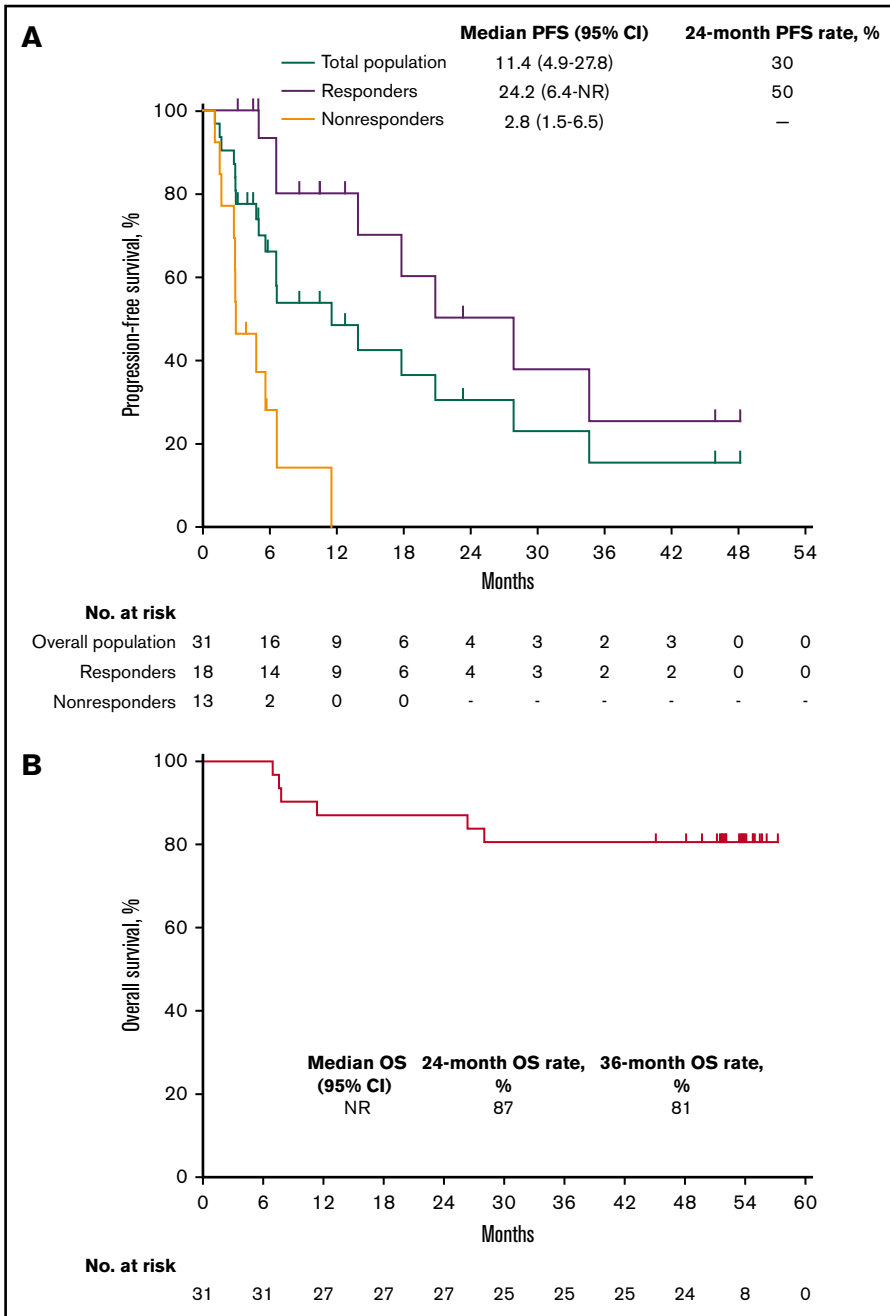 A
Median PFS (95% CI) 24-month PFS rate, %
Total population 11.4 (4.9-27.8) 30
Responders 24.2 (6.4-NR) 50
Nonresponders 2.8 (1.5-6.5) –
100
80
60
40
20
0
Progression-free survival, %
0 6 12 18 24 30 36 42 48 54
Months
No. at risk
Overall population 31 16 9 6 4 3 2 3 0 0
Responders 18 14 9 6 4 3 2 2 0 0
Nonresponders 13 2 0 0 - - - - - -
B
100
80
60
40
20
0
Overall survival, %
Median OS 24-month OS rate, 36-month OS rate,
(95% CI) % %
NR 87 81
0 6 12 18 24 30 36 42 48 54 60
Months
No. at risk
31 31 27 27 27 25 25 25 24 8 0